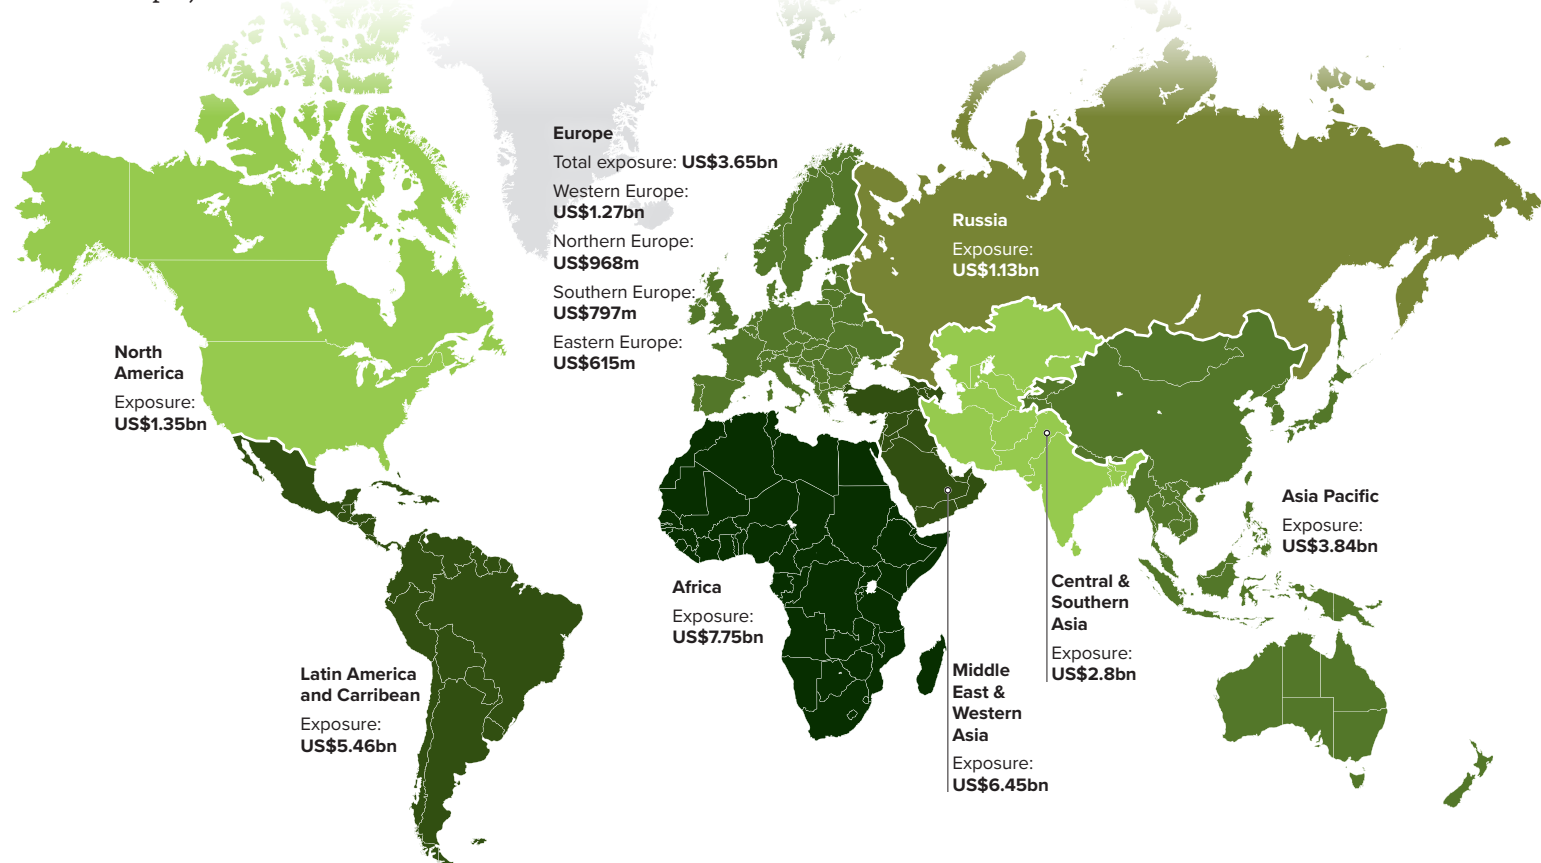 Europe
Total exposure: US$3.65bn
Western Europe:
US$1.27bn
Northern Europe:
US$968m
Southern Europe:
US$797m
Eastern Europe:
US$615m
Russia
Exposure:
US$1.13bn
North
America
Exposure:
US$1.35bn
Asia Pacific
Exposure:
US$3.84bn
Africa
Exposure:
US$7.75bn
Central &
Southern
Asia
Exposure:
US$2.8bn
Latin America
and Carribean
Exposure:
US$5.46bn
Middle
East &
Western
Asia
Exposure:
US$6.45bn